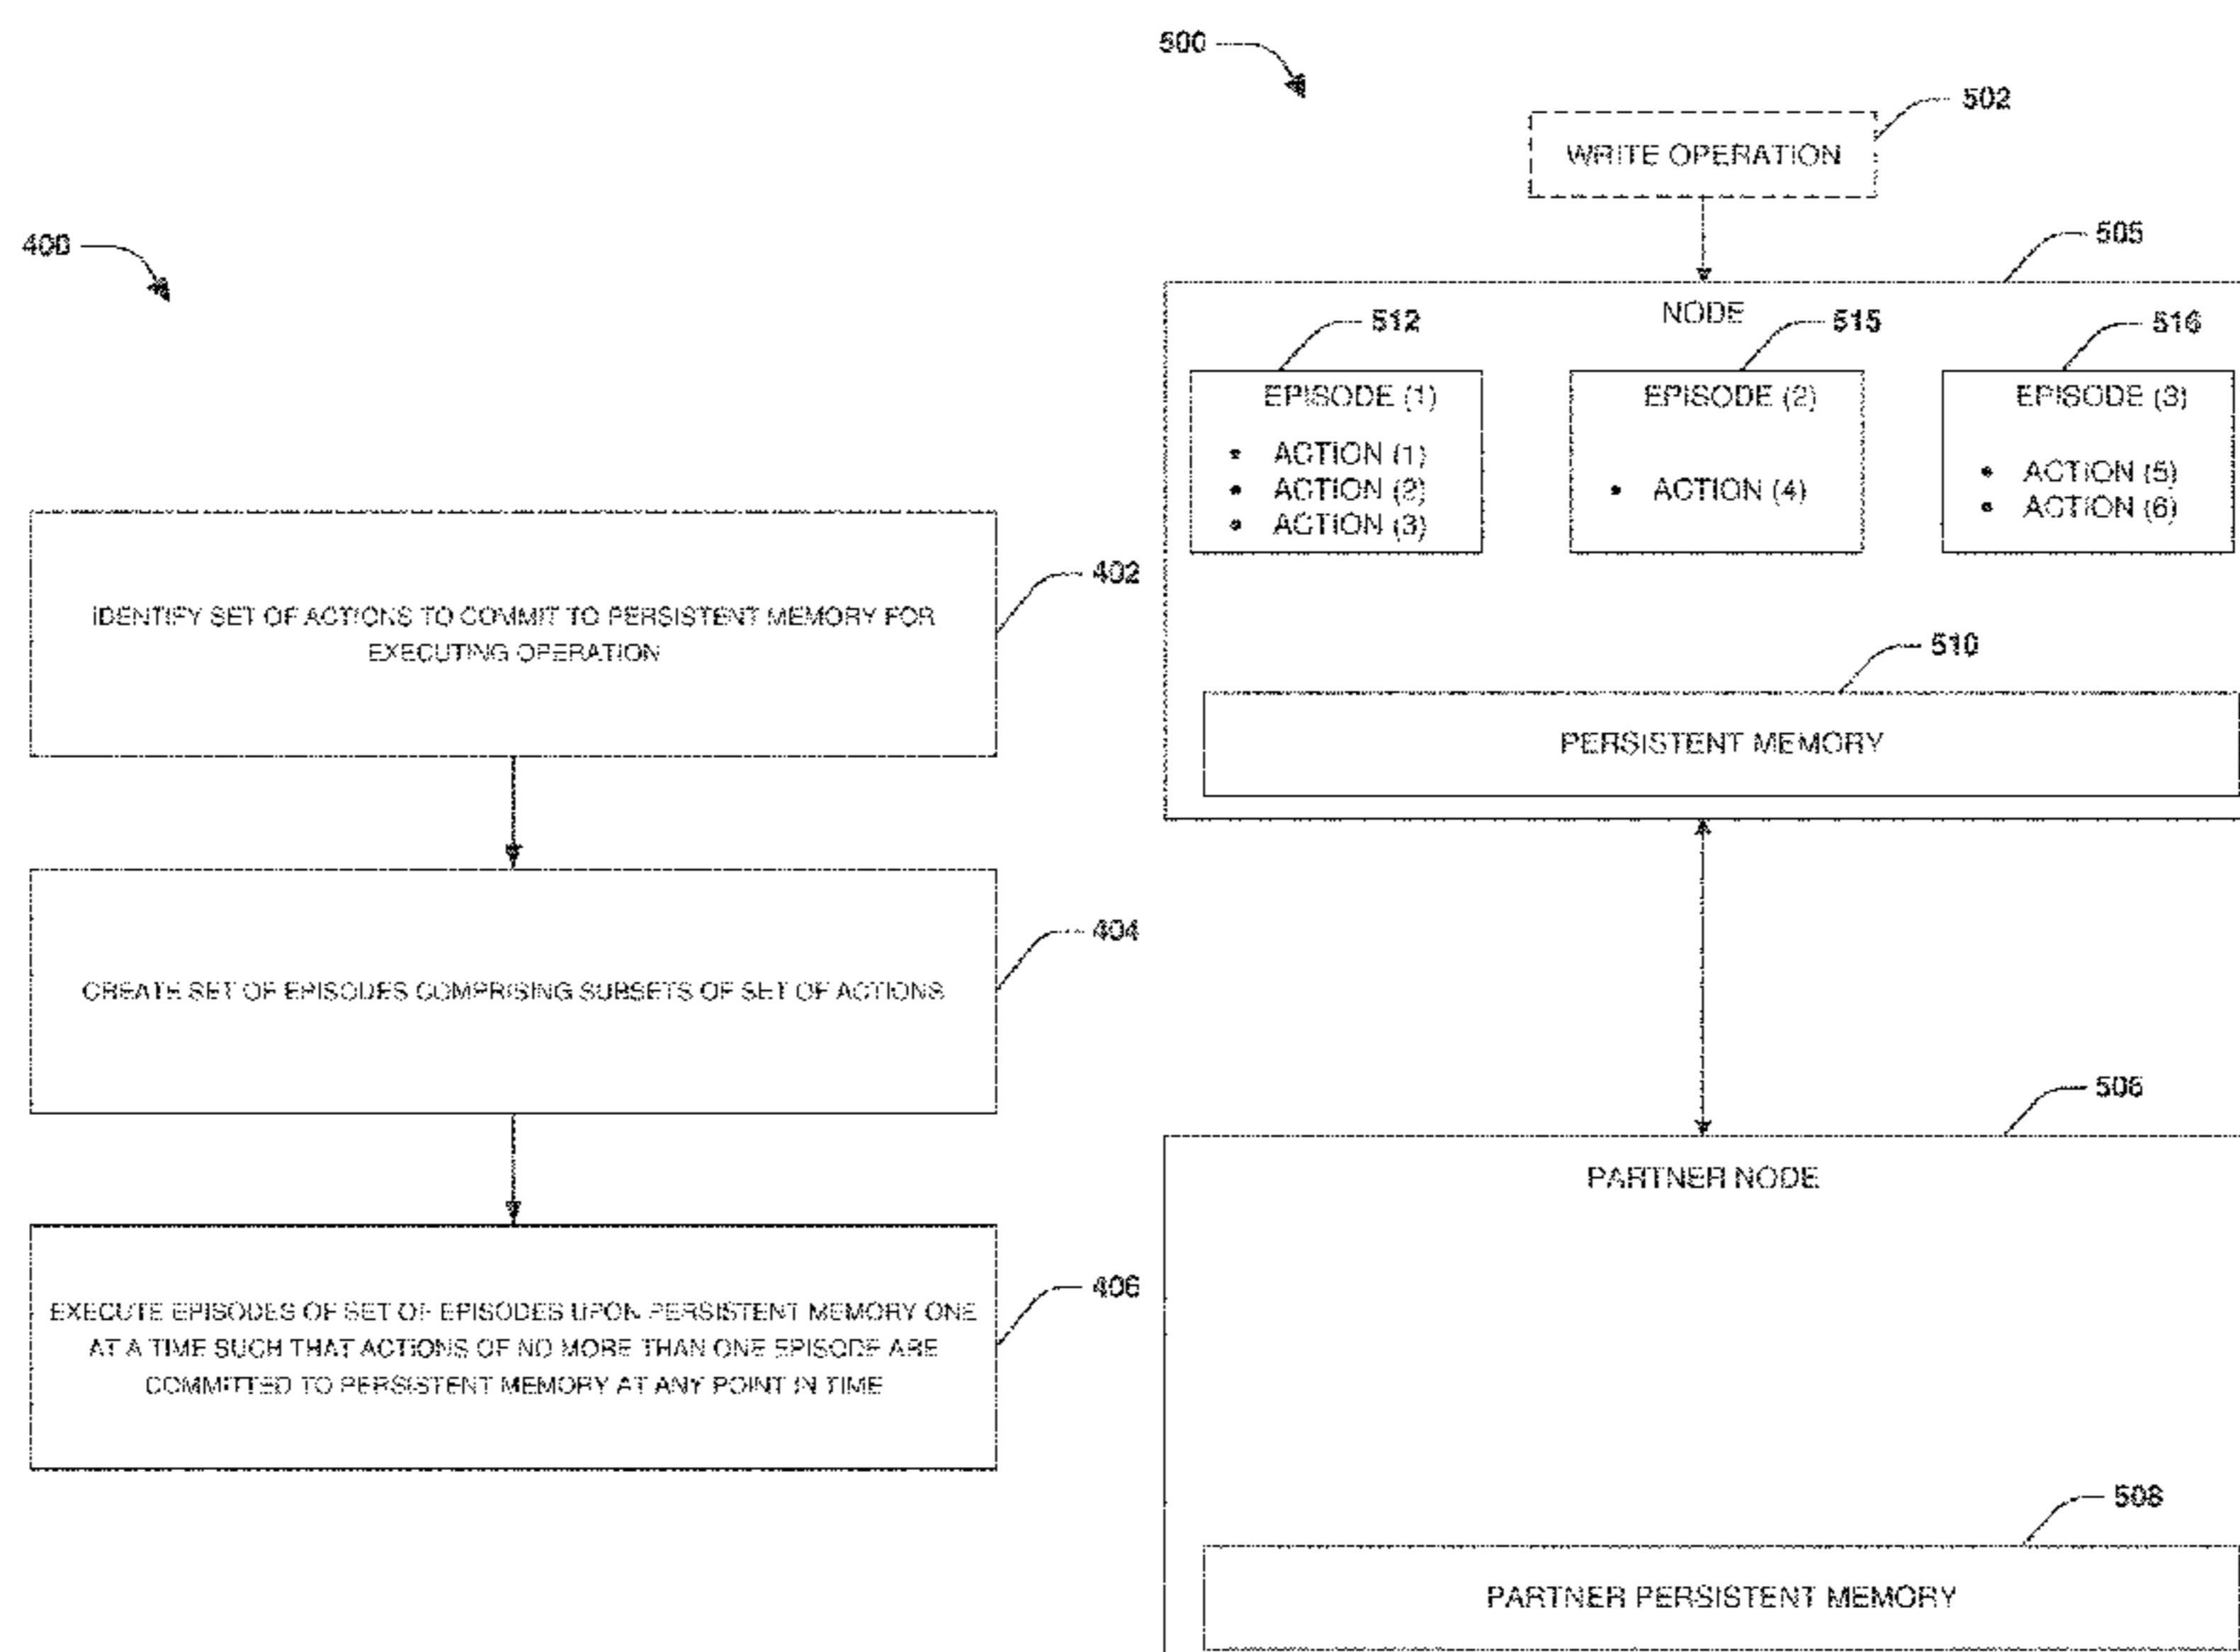 400
402
IDENTIFY SET OF ACTIONS TO COMMIT TO PERSISTENT MEMORY FOR
EXECUTING OPERATION
404
CREATE SET OF EPISODES COMPRISING SUBSETS OF SET OF ACTIONS
406
EXECUTE EPISODES OF SET OF EPISODES UPON PERSISTENT MEMORY ONE
AT A TIME SUCH THAT ACTIONS OF NO MORE THAN ONE EPISODE ARE
COMMITTED TO PERSISTENT MEMORY AT ANY POINT IN TIME
500
502
WRITE OPERATION
505
NODE
512
EPISODE (1)
• ACTION (1)
• ACTION (2)
• ACTION (3)
515
EPISODE (2)
• ACTION (4)
516
EPISODE (3)
• ACTION (5)
• ACTION (6)
510
PERSISTENT MEMORY
506
PARTNER NODE
508
PARTNER PERSISTENT MEMORY